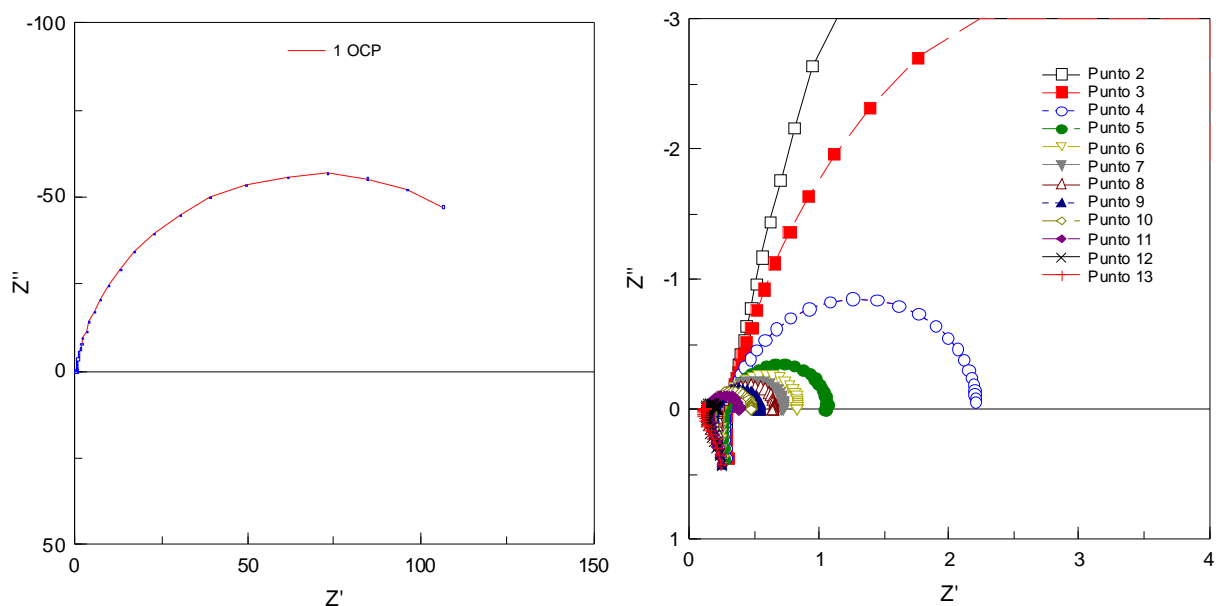 -100
-50
0
50
Z''
0
50
100
150
Z'
1 OCP
-3
-2
-1
0
1
Z''
0
1
2
3
4
Z'
Punto 2
Punto 3
Punto 4
Punto 5
Punto 6
Punto 7
Punto 8
Punto 9
Punto 10
Punto 11
Punto 12
Punto 13